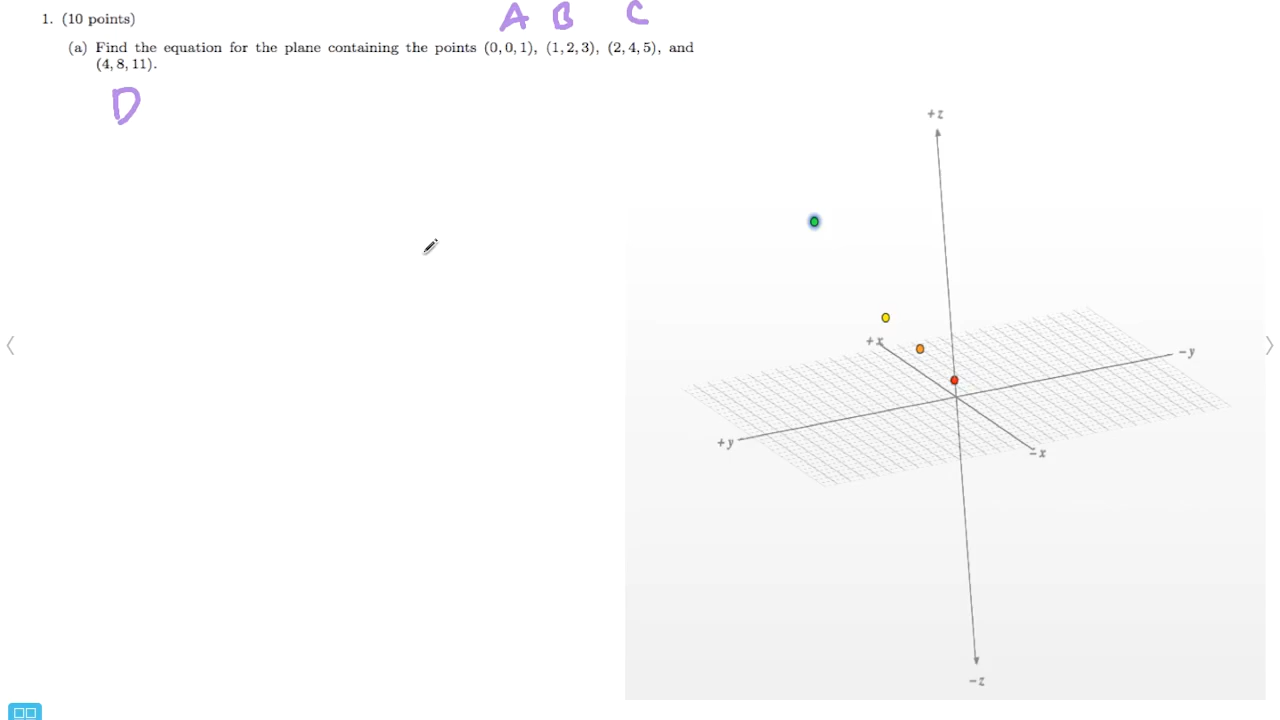 1. (10 points)
A B C
(a) Find the equation for the plane containing the points (0, 0, 1), (1, 2, 3), (2, 4, 5), and
(4, 8, 11).
D
+z
+x
−y
+y
−x
−z